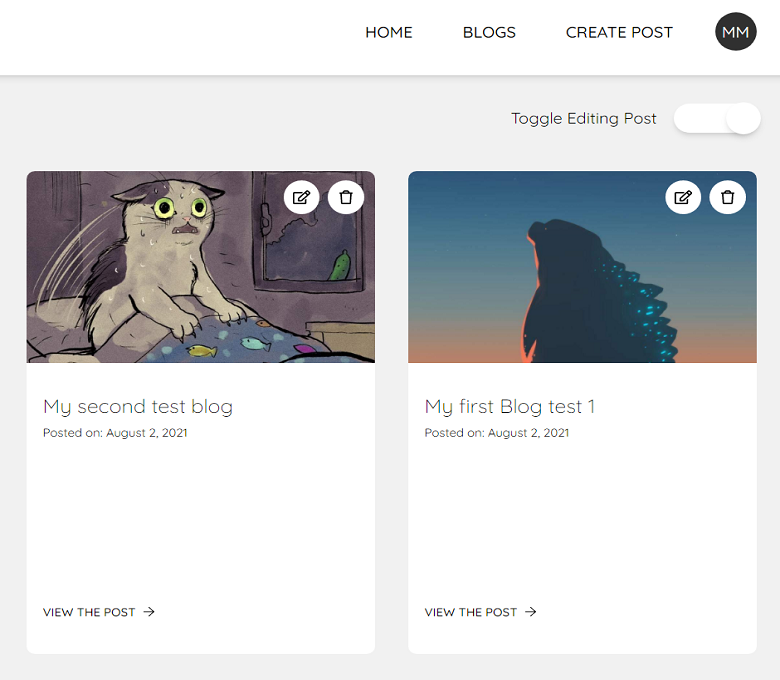 HOME BLOGS CREATE POST MM
Toggle Editing Post
My second test blog
Posted on: August 2, 2021
VIEW THE POST →
My first Blog test 1
Posted on: August 2, 2021
VIEW THE POST →